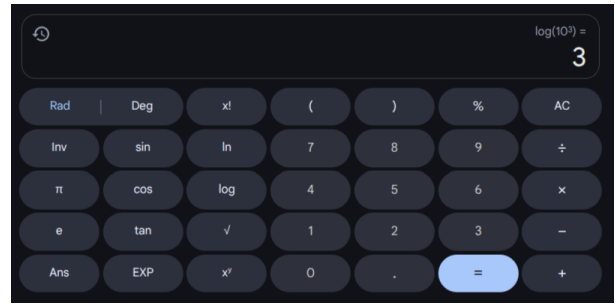 log(10³) =
3
Rad | Deg x! ( ) % AC
Inv sin ln 7 8 9 ÷
π cos log 4 5 6 ×
e tan √ 1 2 3 −
Ans EXP xʸ 0 . = +